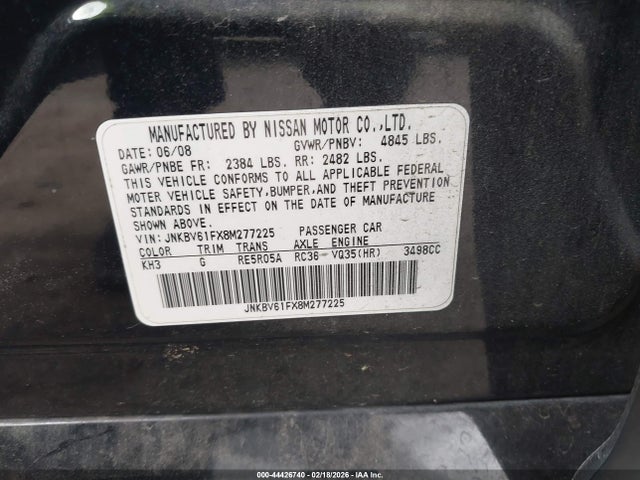 MANUFACTURED BY NISSAN MOTOR CO.,LTD.
DATE: 06/08 GVWR/PNBV: 4845 LBS.
GAWR/PNBE FR: 2384 LBS. RR: 2482 LBS.
THIS VEHICLE CONFORMS TO ALL APPLICABLE FEDERAL
MOTOR VEHICLE SAFETY,BUMPER,AND THEFT PREVENTION
STANDARDS IN EFFECT ON THE DATE OF MANUFACTURE
SHOWN ABOVE.
VIN: JNKBV61FX8M277225 PASSENGER CAR
COLOR TRIM TRANS AXLE ENGINE
KH3 G RE5R05A RC36 VQ35(HR) 3498CC
JNKBV61FX8M277225
000-44426740 - 02/18/2026 - IAA Inc.